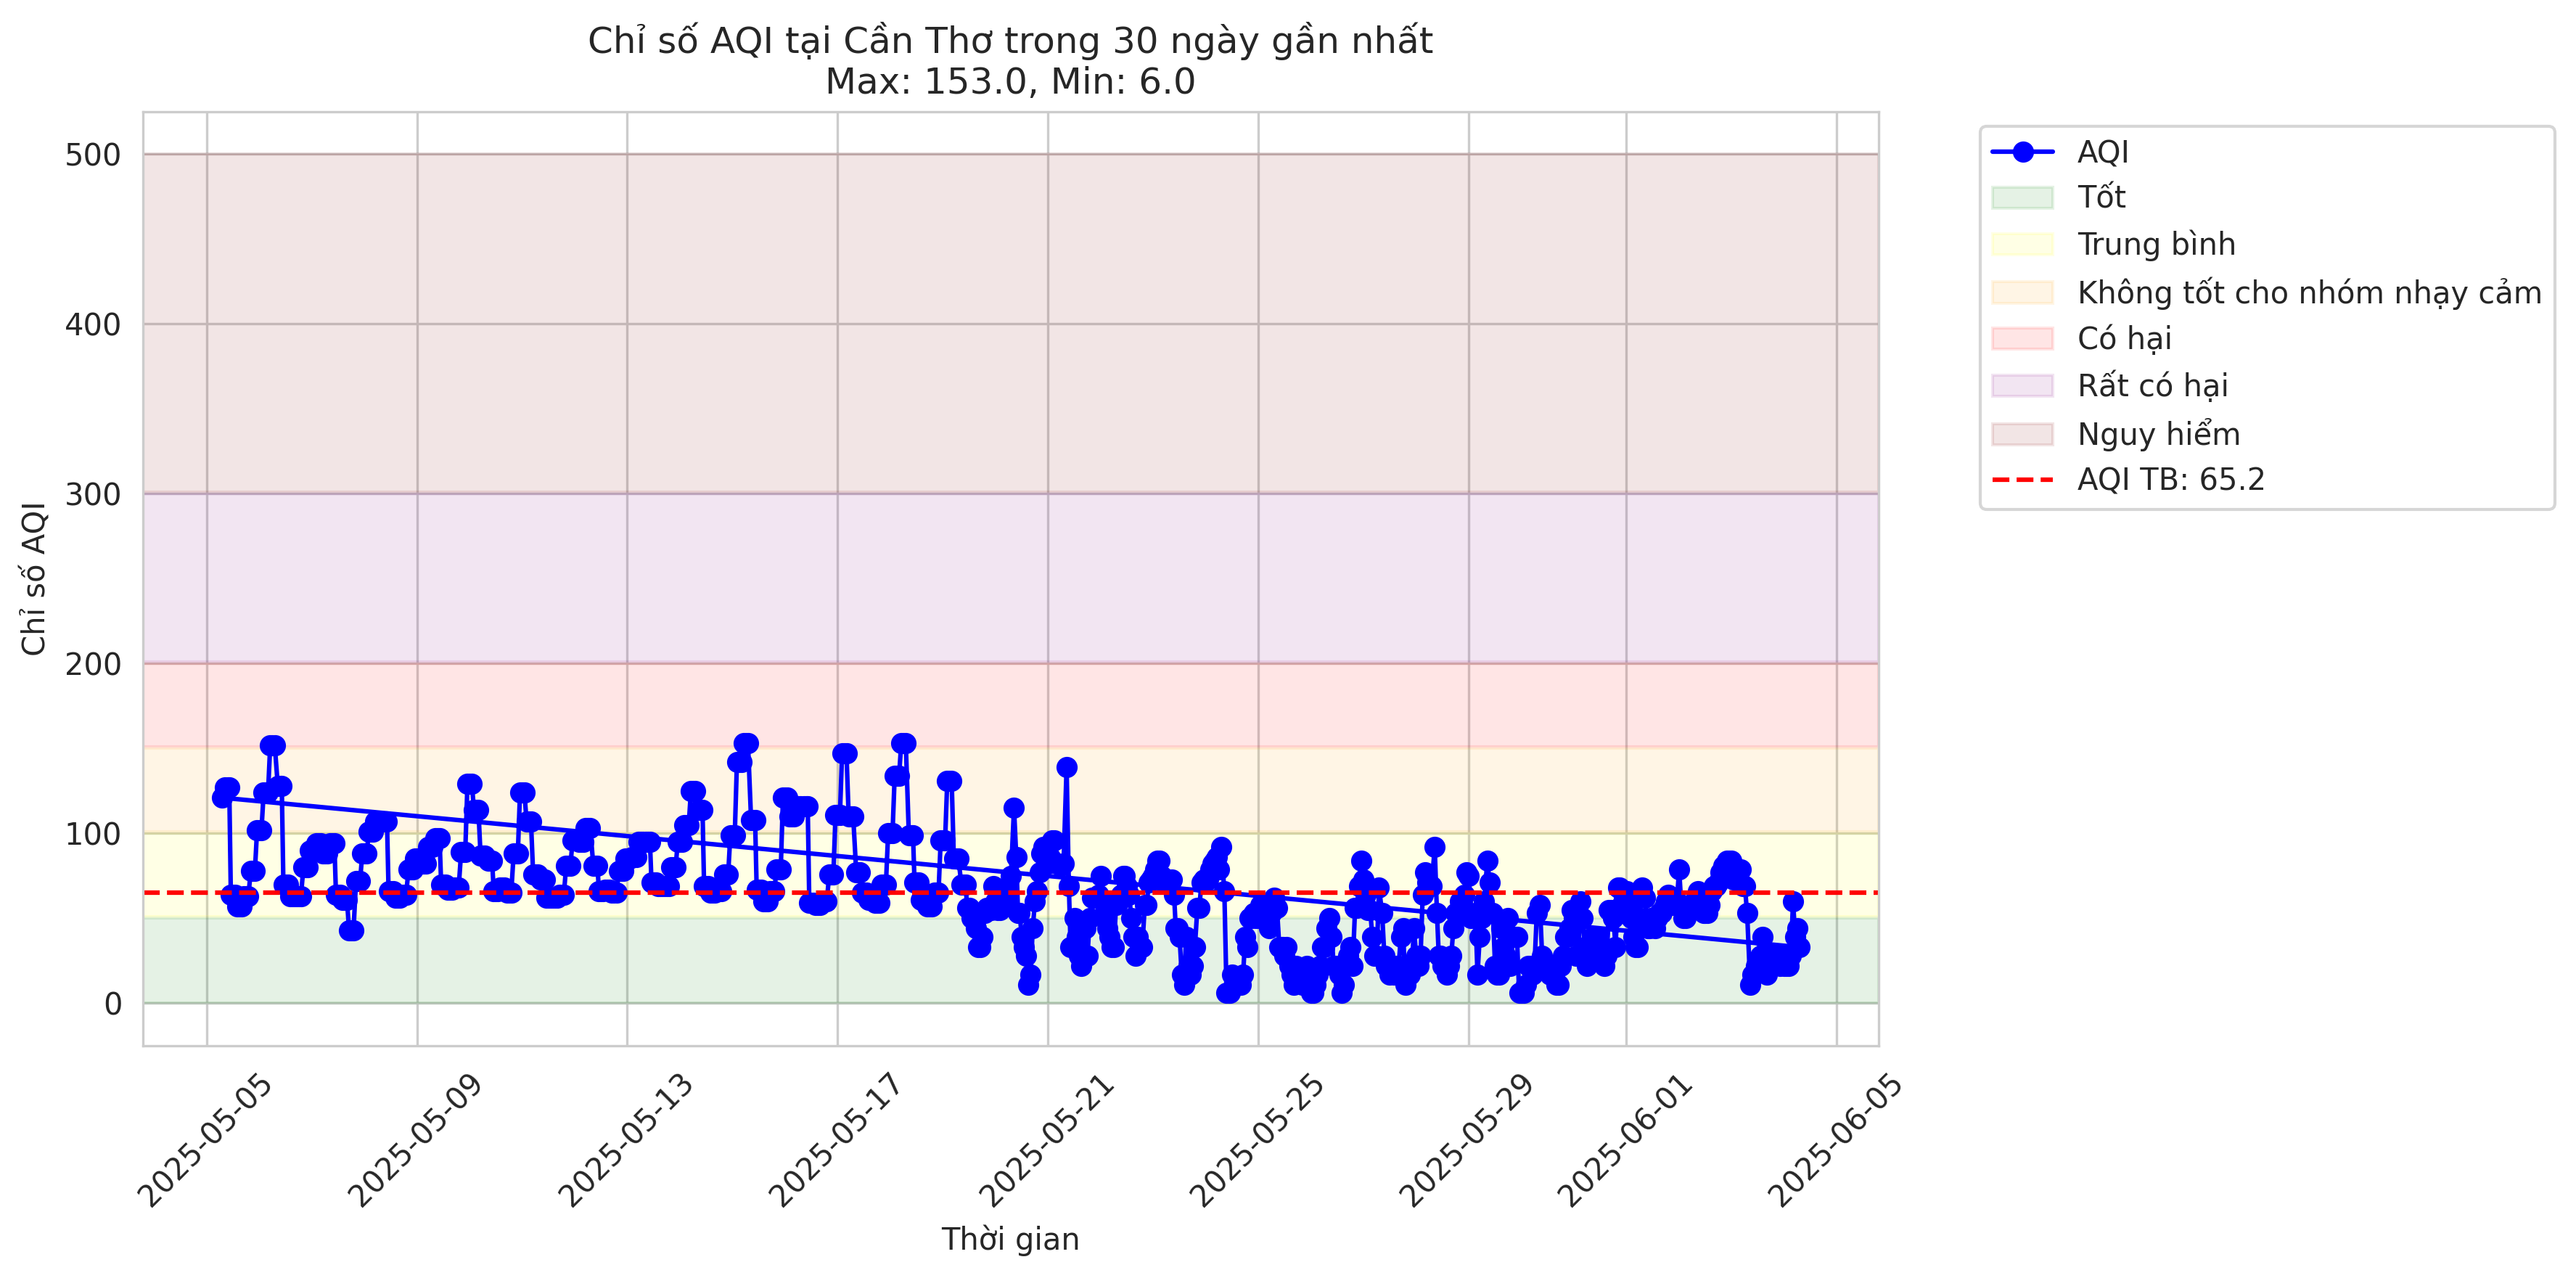 Chỉ số AQI tại Cần Thơ trong 30 ngày gần nhất
Max: 153.0, Min: 6.0
Chỉ số AQI
500
400
300
200
100
0
2025-05-05
2025-05-09
2025-05-13
2025-05-17
2025-05-21
2025-05-25
2025-05-29
2025-06-01
2025-06-05
Thời gian
AQI
Tốt
Trung bình
Không tốt cho nhóm nhạy cảm
Có hại
Rất có hại
Nguy hiểm
AQI TB: 65.2